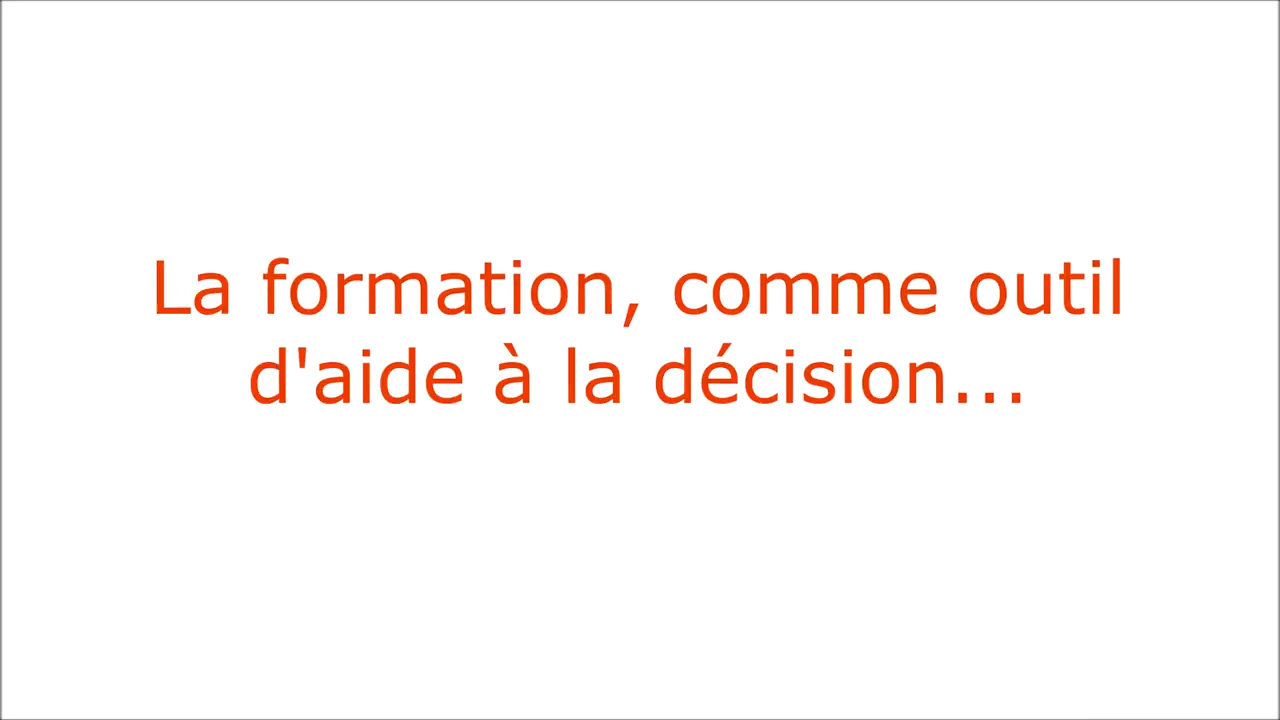 La formation, comme outil
d'aide à la décision...